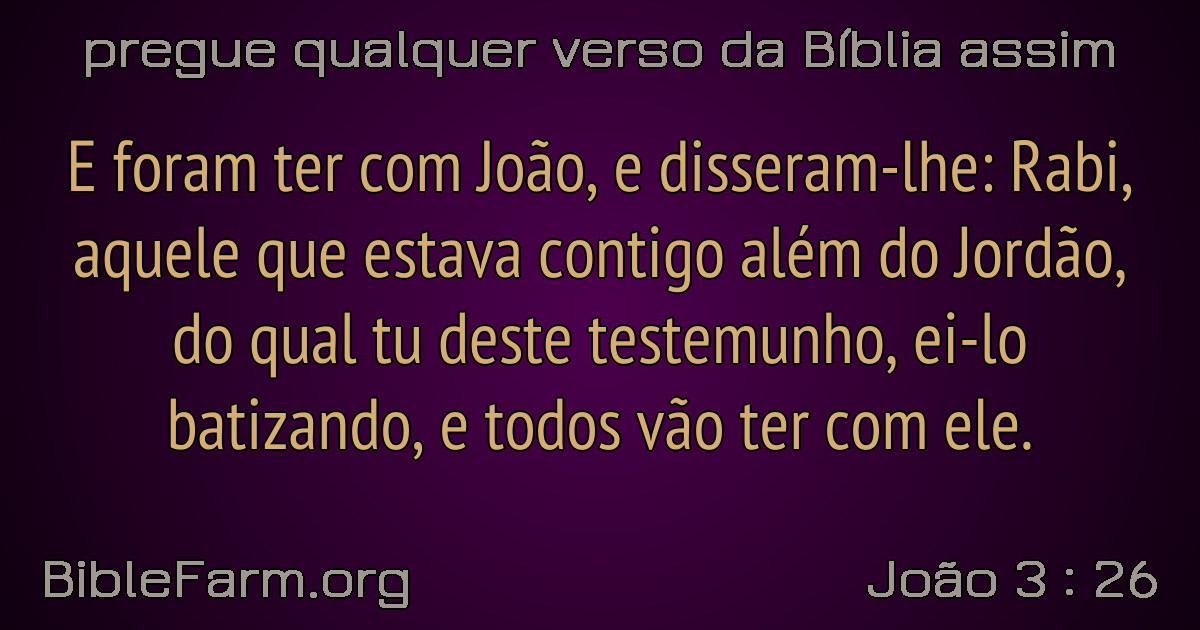 pregue qualquer verso da Bíblia assim
E foram ter com João, e disseram-lhe: Rabi,
aquele que estava contigo além do Jordão,
do qual tu deste testemunho, ei-lo
batizando, e todos vão ter com ele.
BibleFarm.org
João 3 : 26